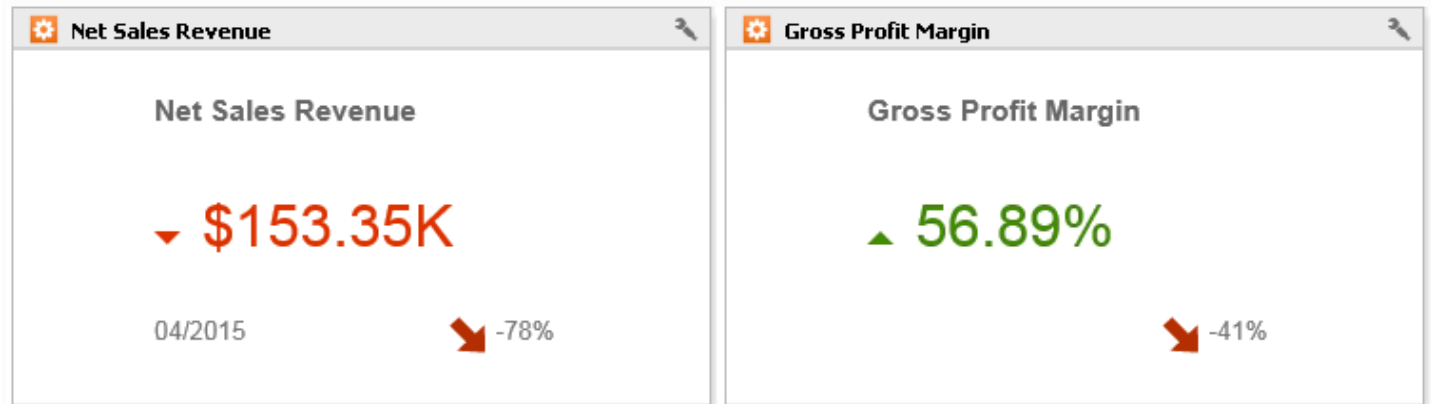 Net Sales Revenue
Gross Profit Margin
Net Sales Revenue
$153.35K
04/2015
-78%
Gross Profit Margin
56.89%
-41%